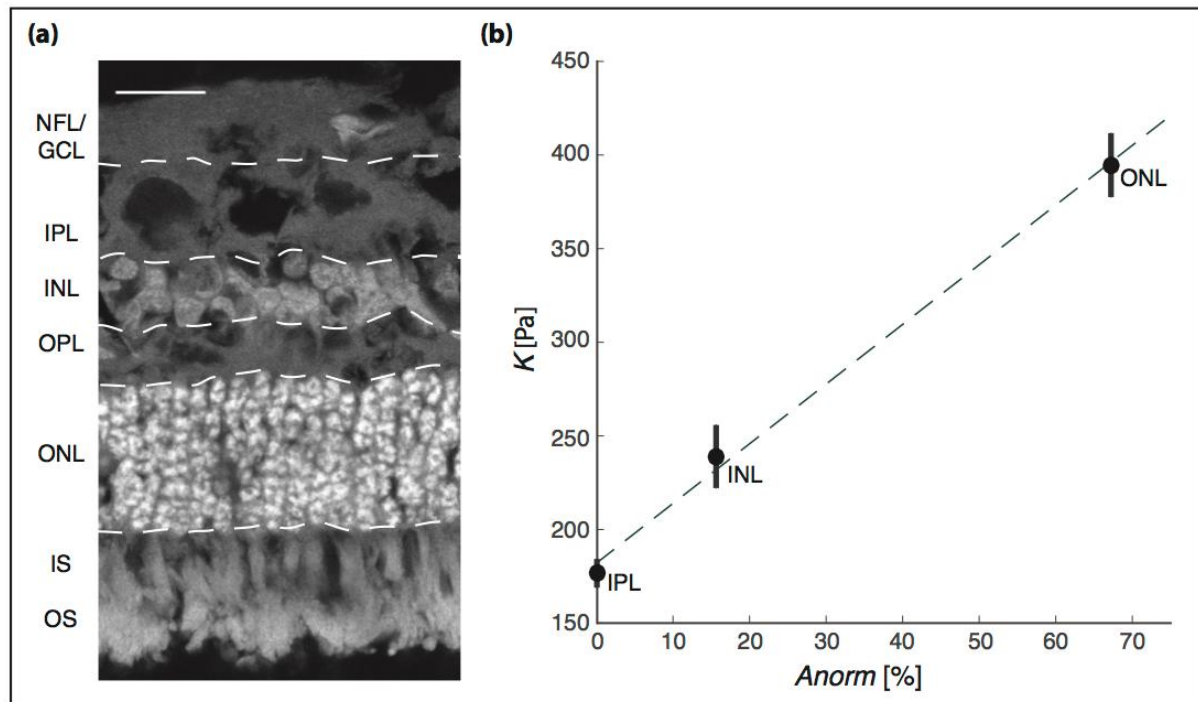 (a)
NFL/
GCL
IPL
INL
OPL
ONL
IS
OS
(b)
450
400
350
300
250
200
150
K [Pa]
0 10 20 30 40 50 60 70
Anorm [%]
IPL
INL
ONL